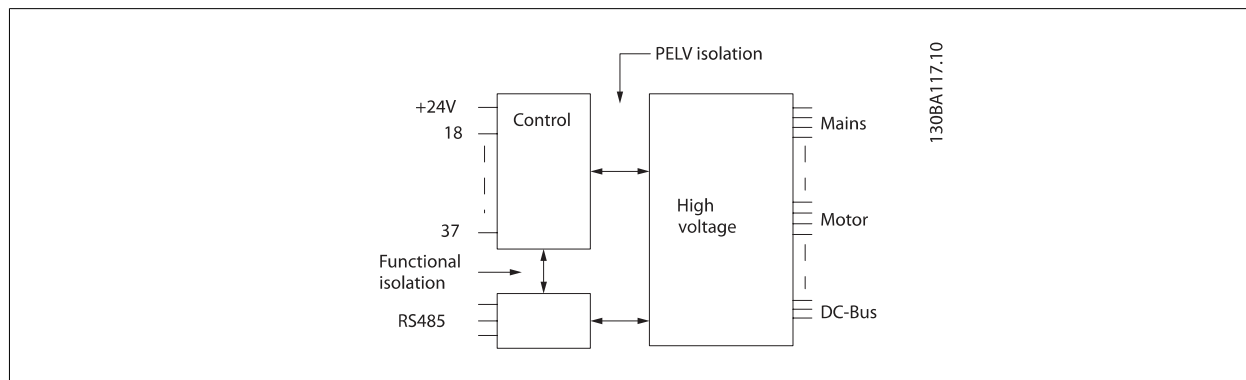 PELV isolation
+24V
Control
18
Mains
High
voltage
37
Motor
Functional
isolation
RS485
DC-Bus
130BA117.10